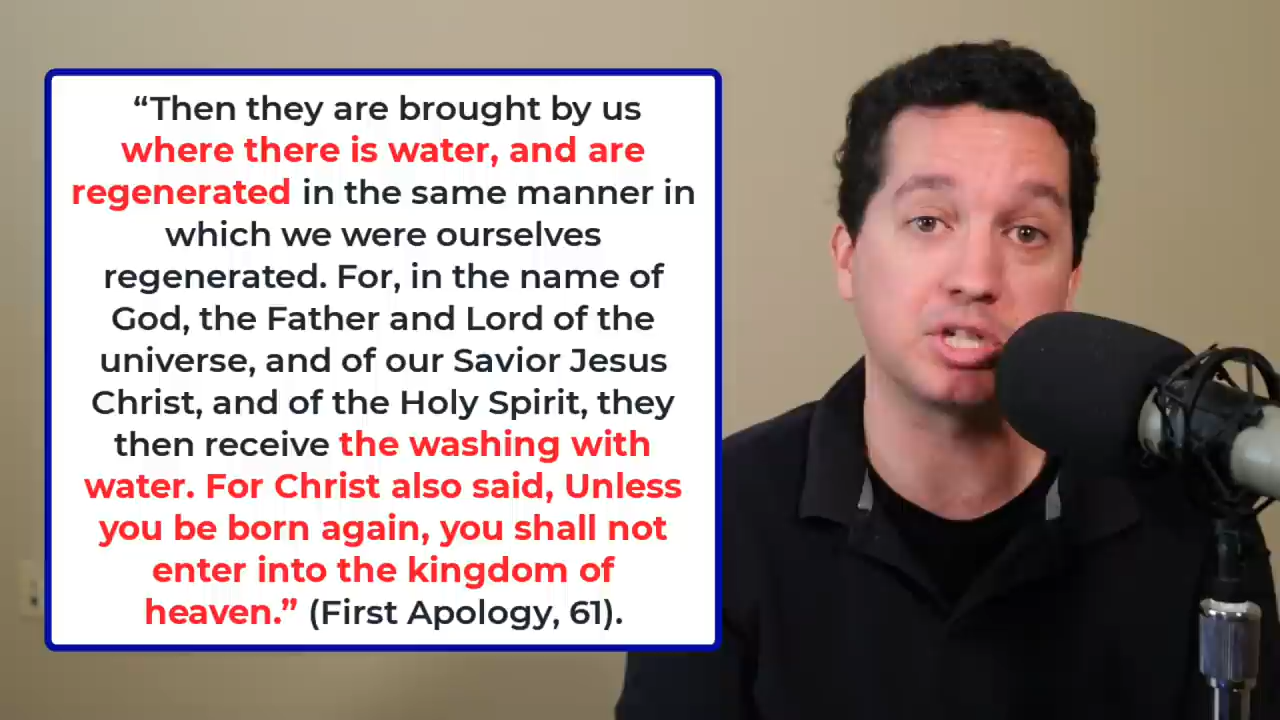 “Then they are brought by us
where there is water, and are
regenerated in the same manner in
which we were ourselves
regenerated. For, in the name of
God, the Father and Lord of the
universe, and of our Savior Jesus
Christ, and of the Holy Spirit, they
then receive the washing with
water. For Christ also said, Unless
you be born again, you shall not
enter into the kingdom of
heaven.” (First Apology, 61).